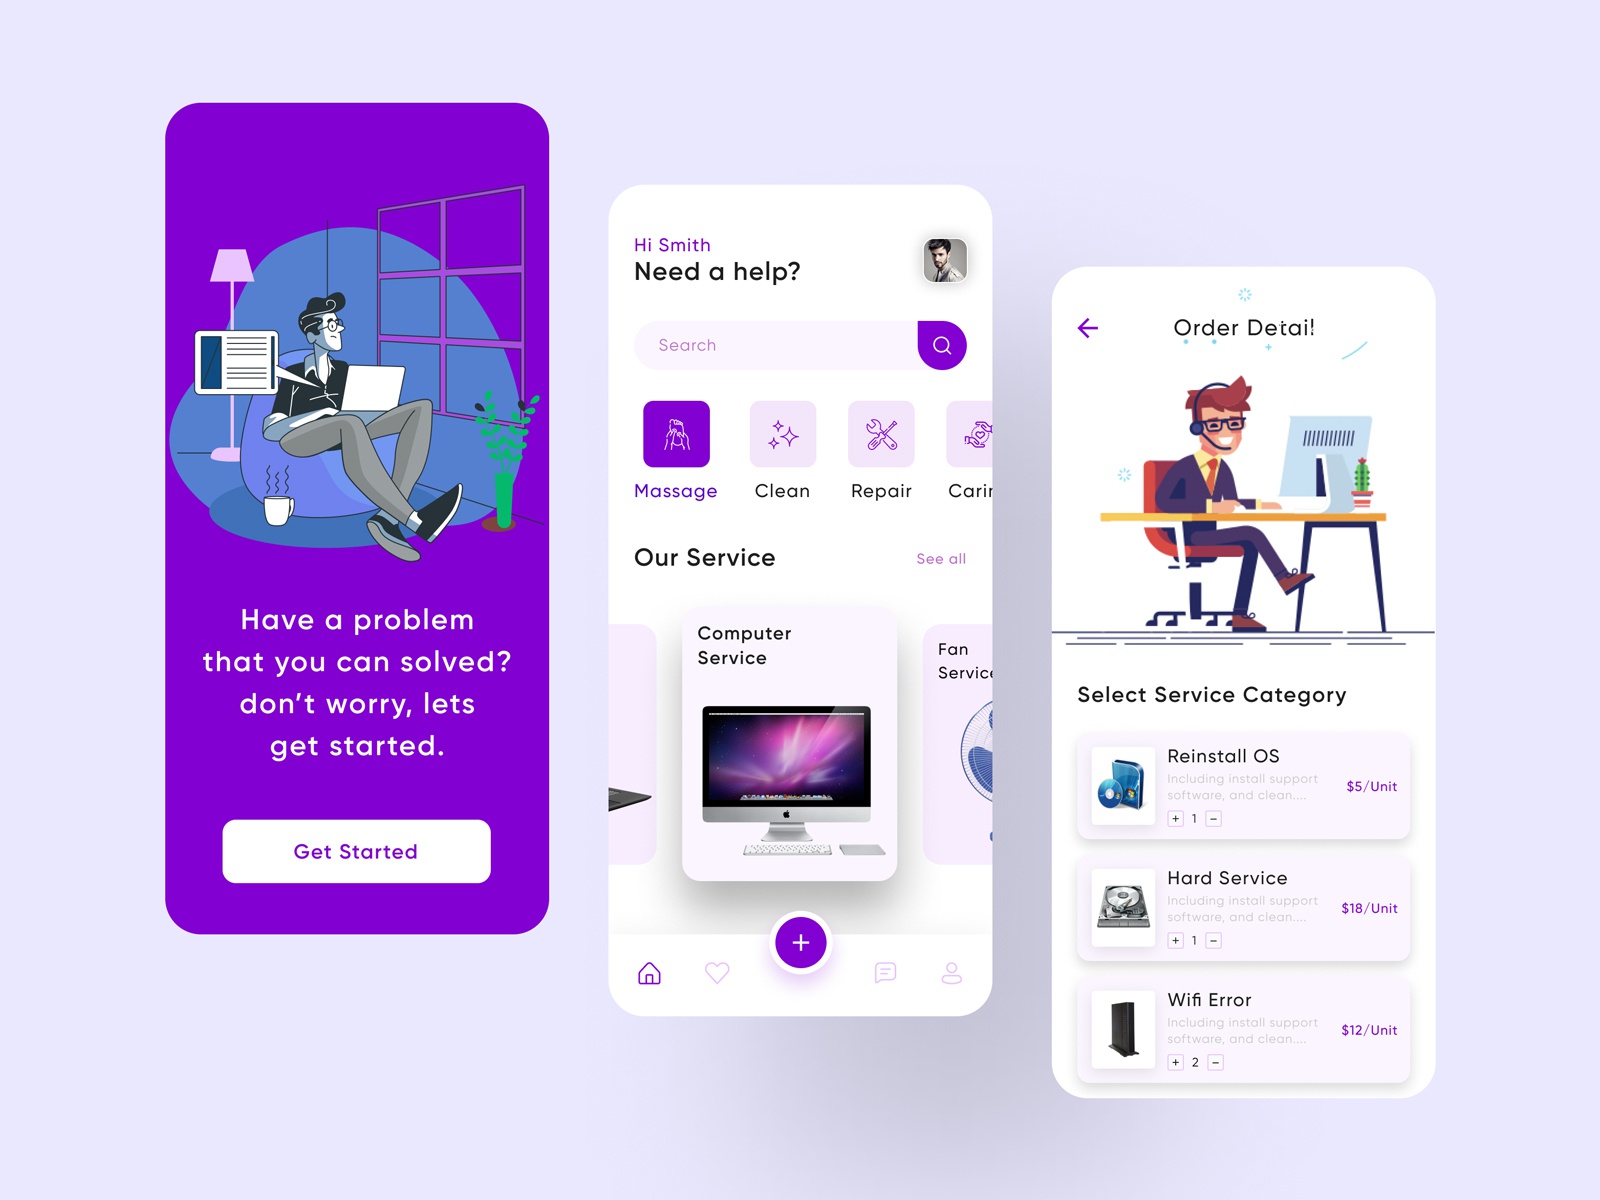 Have a problem
that you can solved?
don't worry, lets
get started.
Get Started
Hi Smith
Need a help?
Search
Massage
Clean
Repair
Carin
Our Service
See all
Computer
Service
Fan
Service
Order Detail
Select Service Category
Reinstall OS
Including install support
software, and clean....
$5/Unit
+ 1 −
Hard Service
Including install support
software, and clean....
$18/Unit
+ 1 −
Wifi Error
Including install support
software, and clean....
$12/Unit
+ 2 −